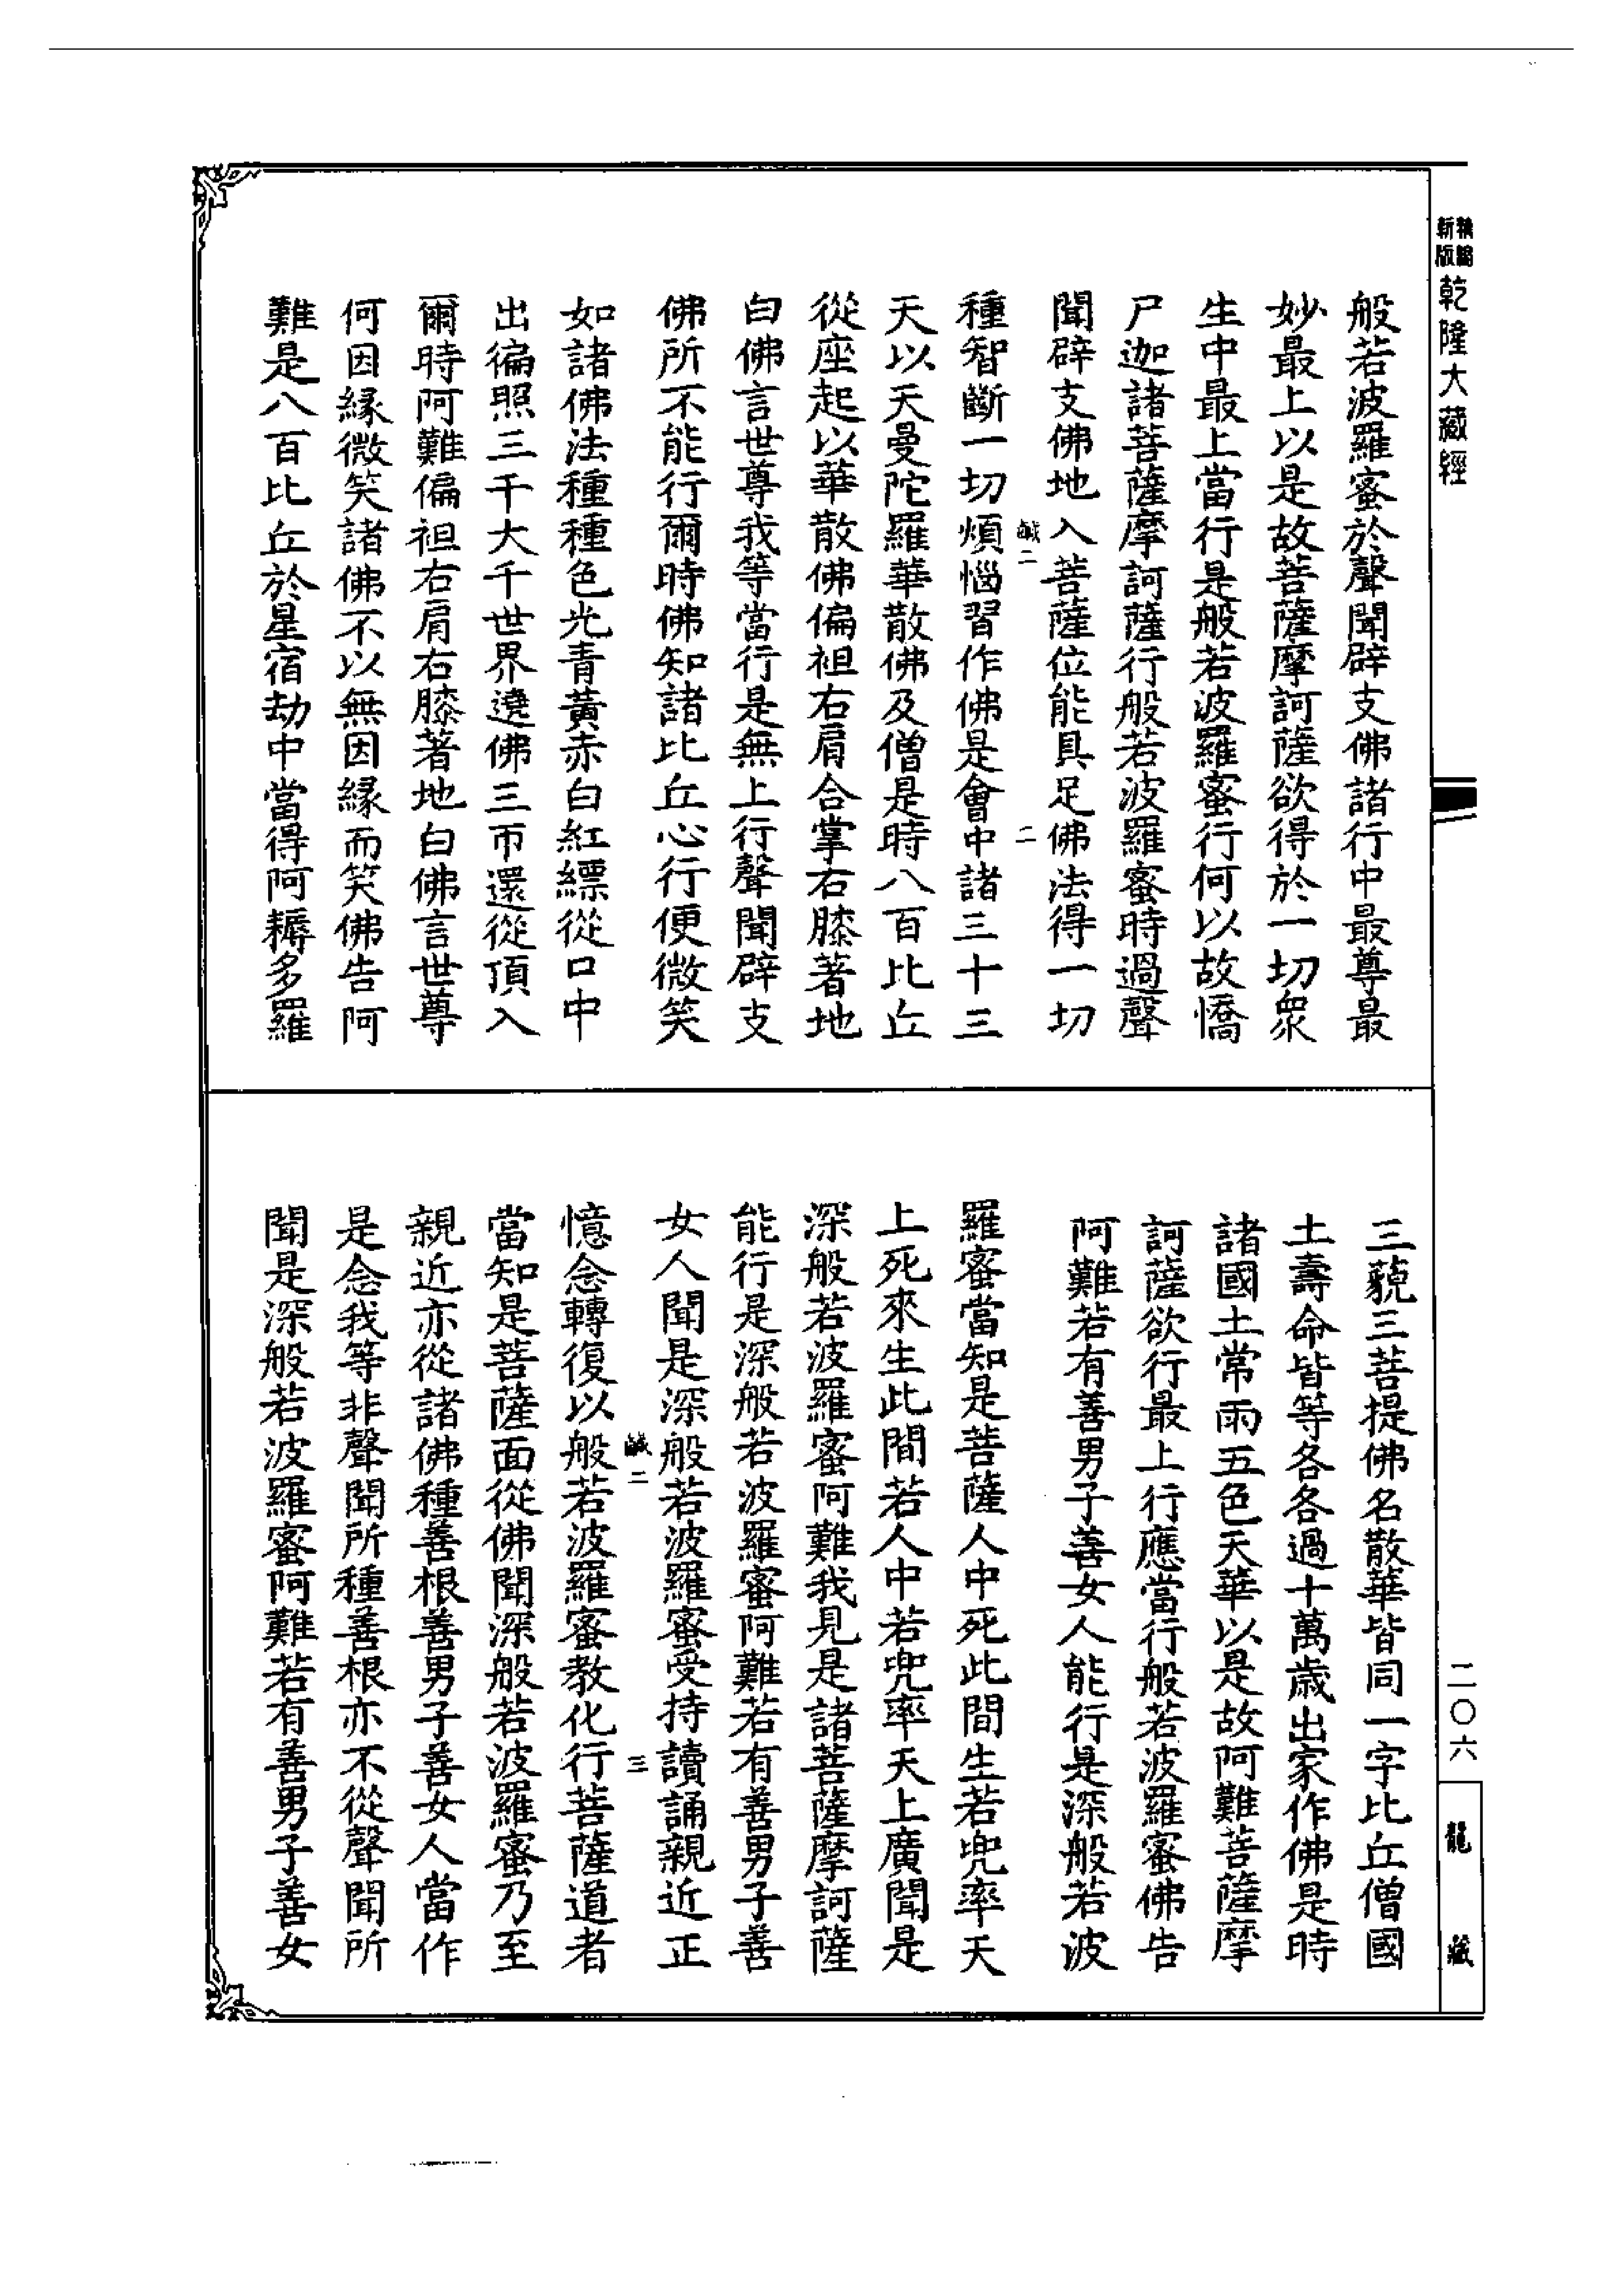 新版
精縮
乾隆大藏經
般若波羅蜜於聲聞辟支佛諸行中最尊最
妙最上以是故菩薩摩訶薩欲得於一切衆
生中最上當行是般若波羅蜜行何以故憍
尸迦諸菩薩摩訶薩行般若波羅蜜時過聲
聞辟支佛地入菩薩位能具足佛法得一切
鹹二
二
種智斷一切煩惱習作佛是會中諸三十三
天以天曼陀羅華散佛及僧是時八百比丘
從座起以華散佛偏袒右肩合掌右膝著地
白佛言世尊我等當行是無上行聲聞辟支
佛所不能行爾時佛知諸比丘心行便微笑
如諸佛法種種色光青黃赤白紅縹從口中
出徧照三千大千世界遶佛三帀還從頂入
爾時阿難偏袒右肩右膝著地白佛言世尊
何因緣微笑諸佛不以無因緣而笑佛告阿
難是八百比丘於星宿劫中當得阿耨多羅
三藐三菩提佛名散華皆同一字比丘僧國
土壽命皆等各各過十萬歲出家作佛是時
諸國土常雨五色天華以是故阿難菩薩摩
訶薩欲行最上行應當行般若波羅蜜佛告
阿難若有善男子善女人能行是深般若波
羅蜜當知是菩薩人中死此間生若兜率天
上死來生此間若人中若兜率天上廣聞是
深般若波羅蜜阿難我見是諸菩薩摩訶薩
能行是深般若波羅蜜阿難若有善男子善
女人聞是深般若波羅蜜受持讀誦親近正
鹹二
三
憶念轉復以般若波羅蜜教化行菩薩道者
當知是菩薩面從佛聞深般若波羅蜜乃至
親近亦從諸佛種善根善男子善女人當作
是念我等非聲聞所種善根亦不從聲聞所
聞是深般若波羅蜜阿難若有善男子善女
二〇六
龍藏